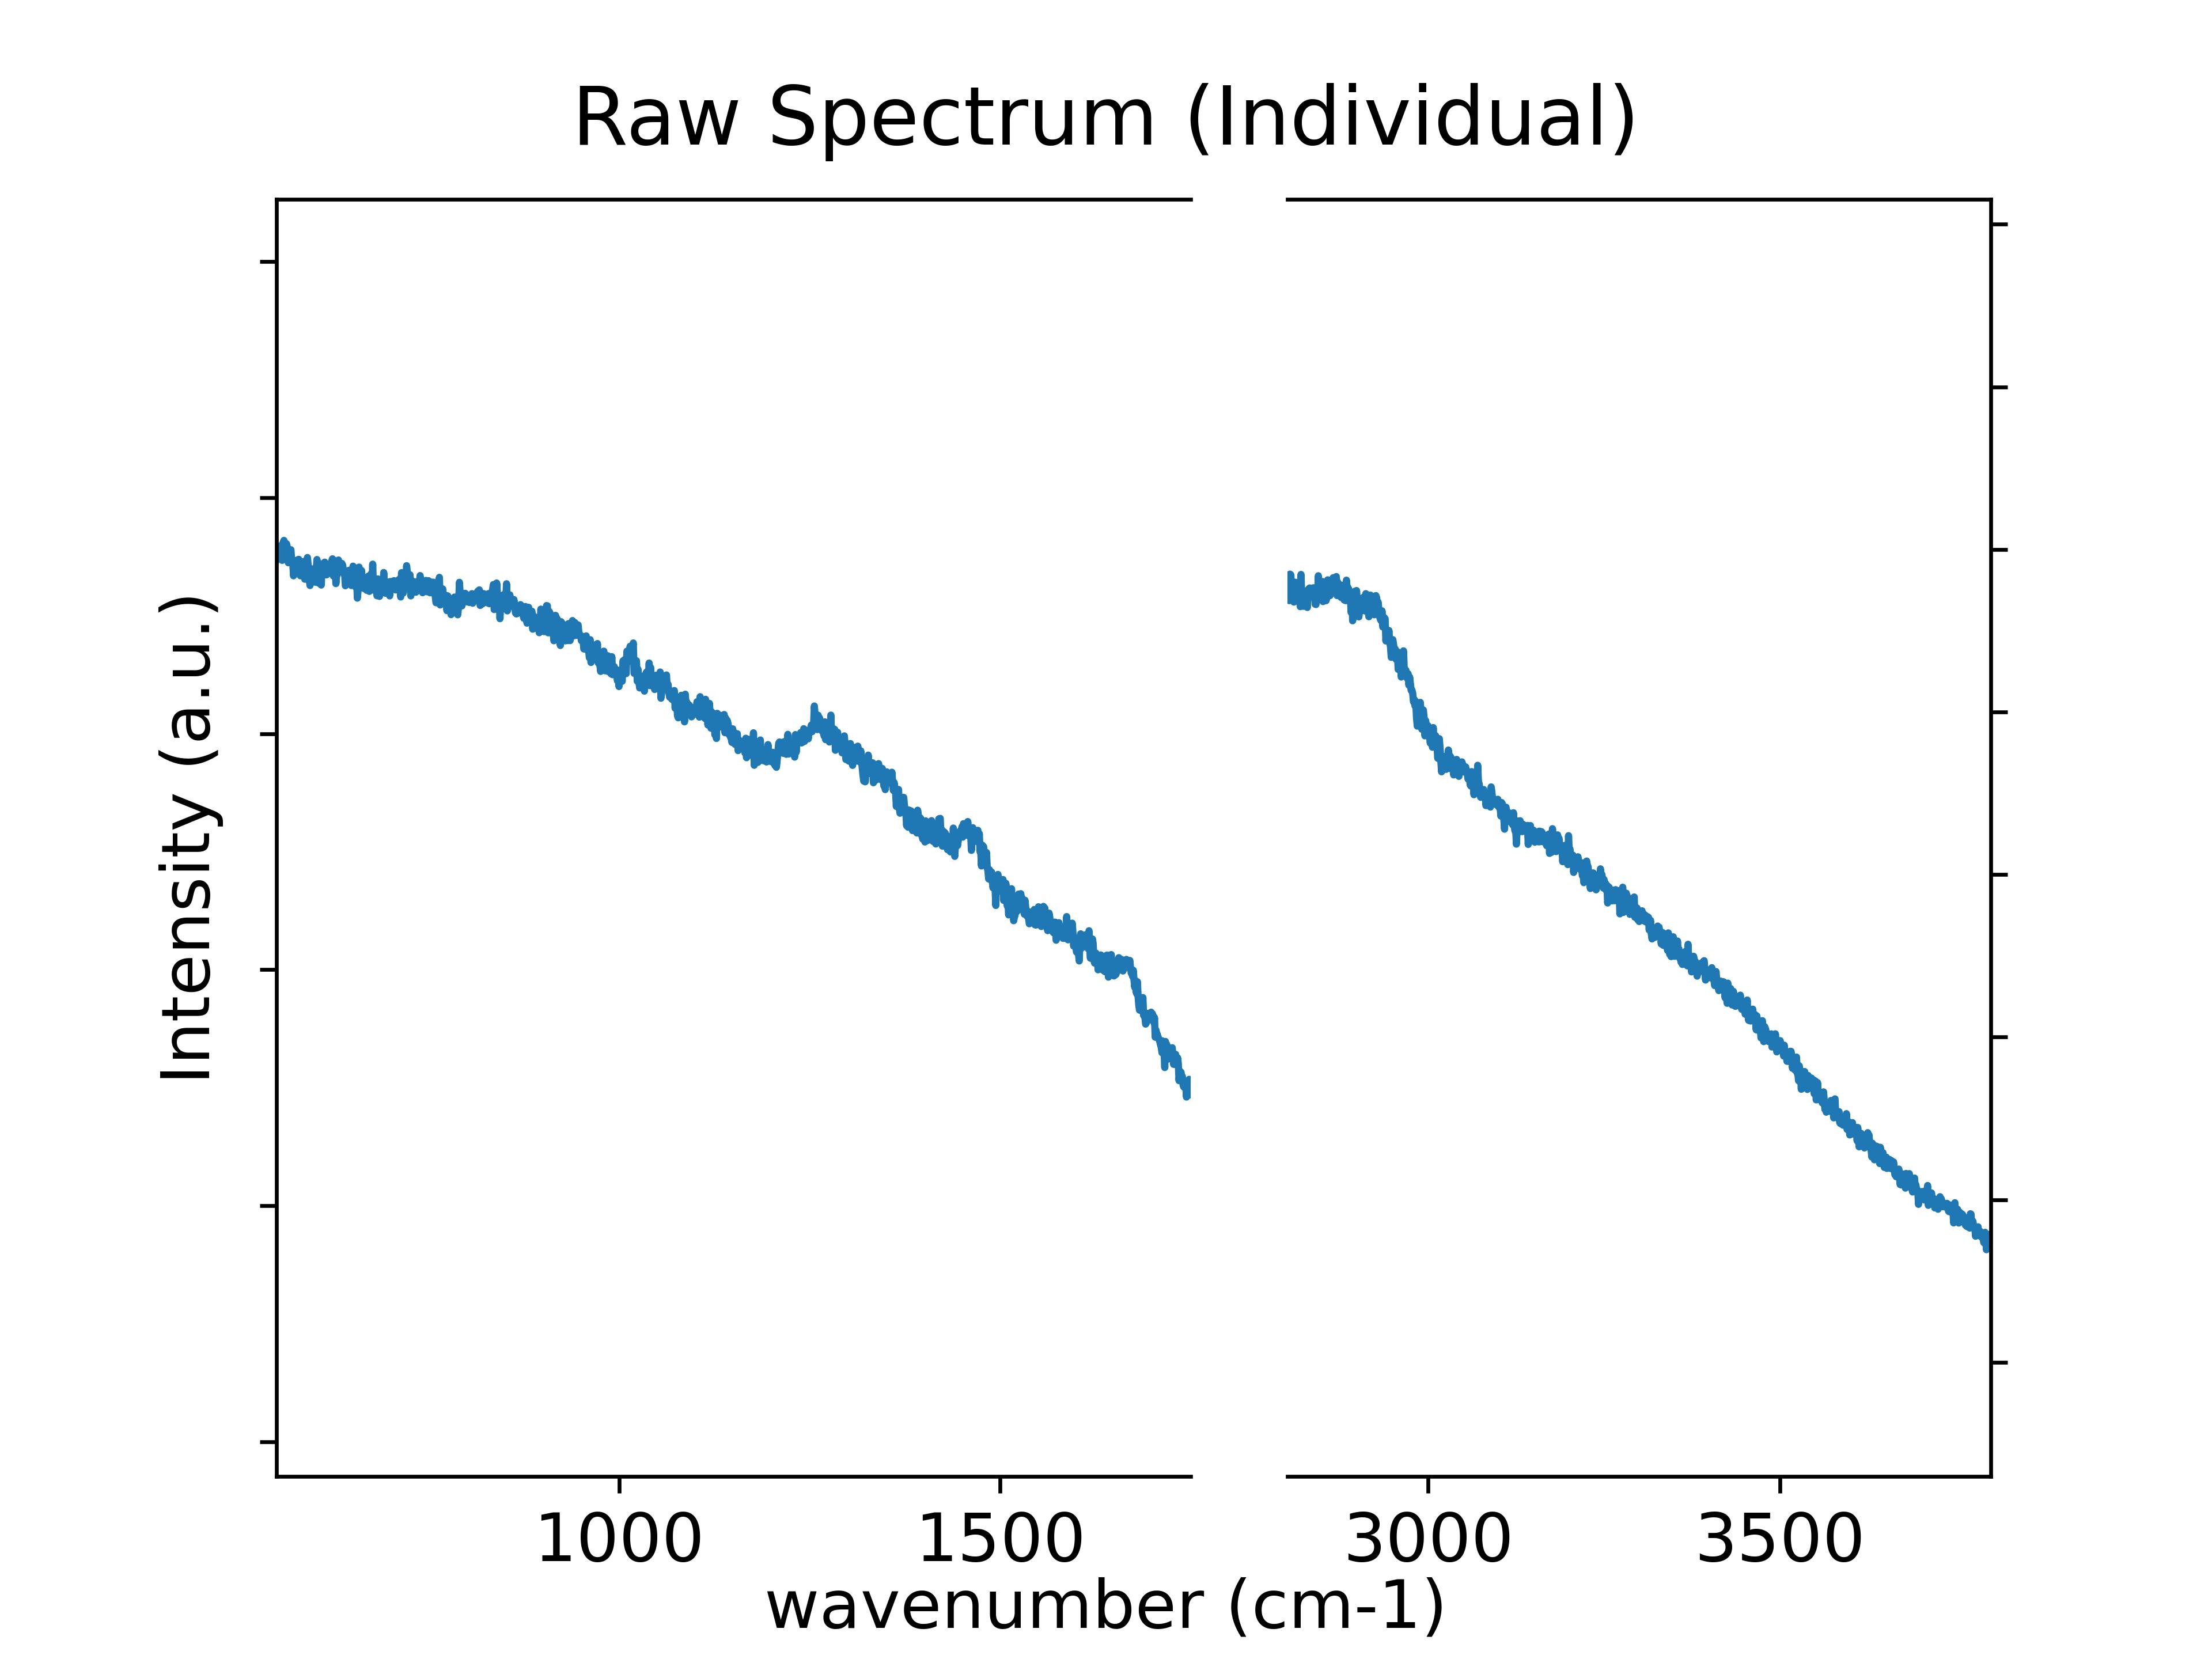 Raw Spectrum (Individual)
Intensity (a.u.)
1000 1500 3000 3500
wavenumber (cm-1)